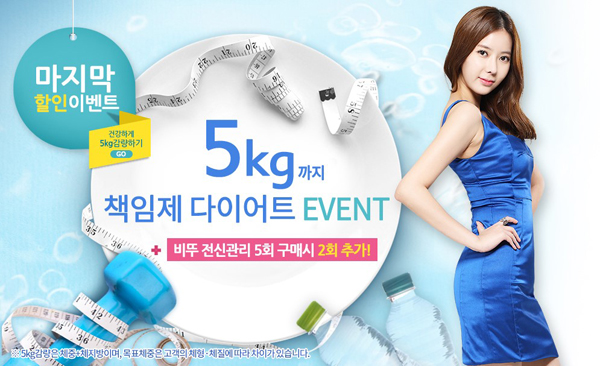 마지막
할인이벤트
건강하게
5kg감량하기
GO
5kg까지
책임제 다이어트 EVENT
+ 비뚜 전신관리 5회 구매시 2회 추가!
※ 5kg감량은 체중·체지방이며, 목표체중은 고객의 체형·체질에 따라 차이가 있습니다.